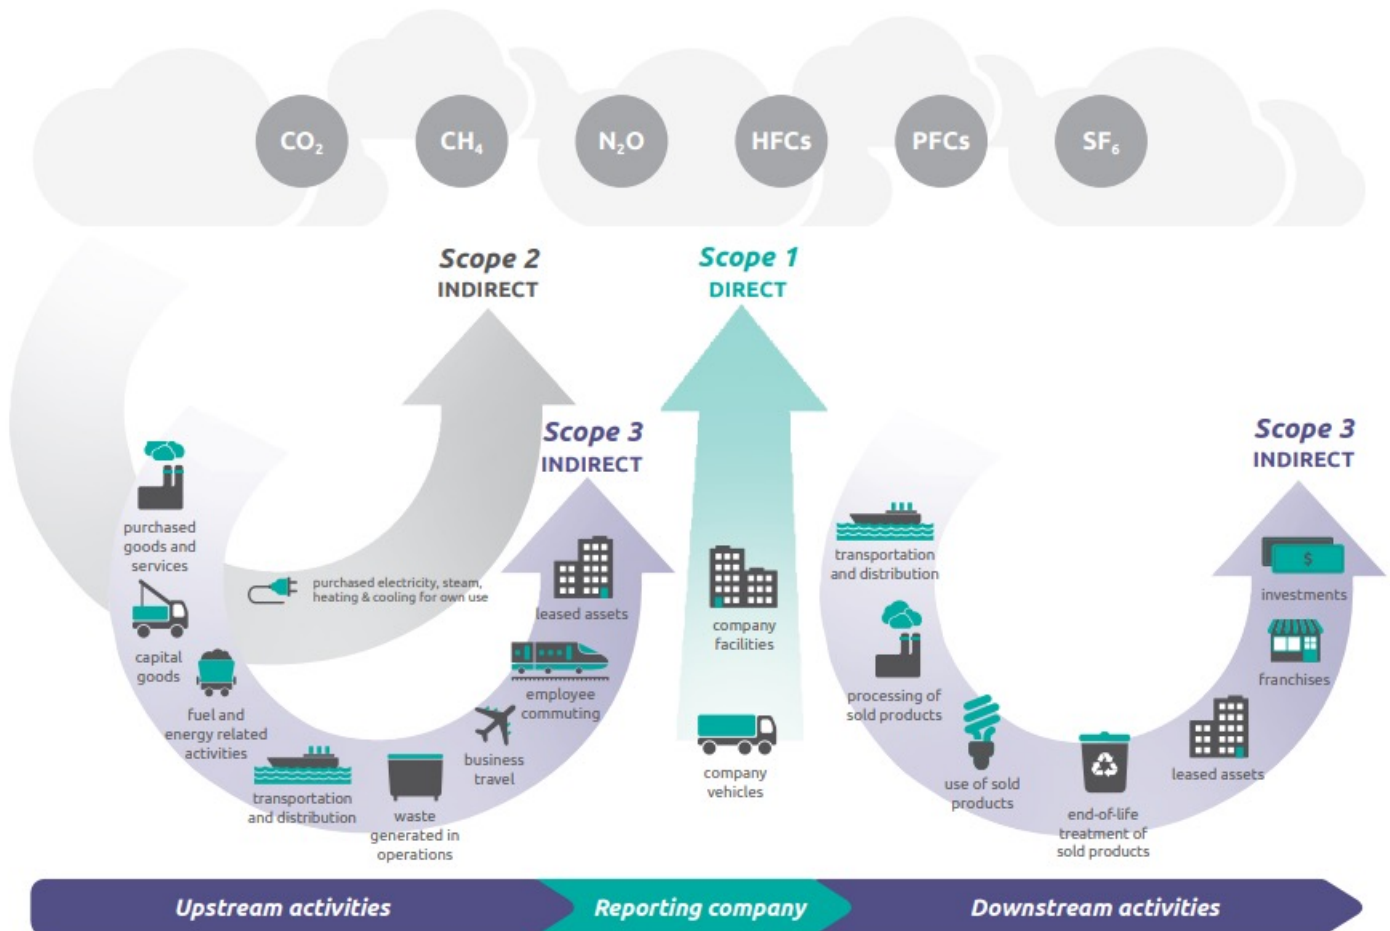 CO₂
CH₄
N₂O
HFCs
PFCs
SF₆
Scope 2
INDIRECT
Scope 1
DIRECT
Scope 3
INDIRECT
Scope 3
INDIRECT
purchased
goods and
services
capital
goods
fuel and
energy related
activities
transportation
and distribution
waste
generated in
operations
business
travel
employee
commuting
leased assets
purchased electricity, steam,
heating & cooling for own use
company
facilities
company
vehicles
transportation
and distribution
processing of
sold products
use of sold
products
end-of-life
treatment of
sold products
leased assets
franchises
$
investments
Upstream activities
Reporting company
Downstream activities